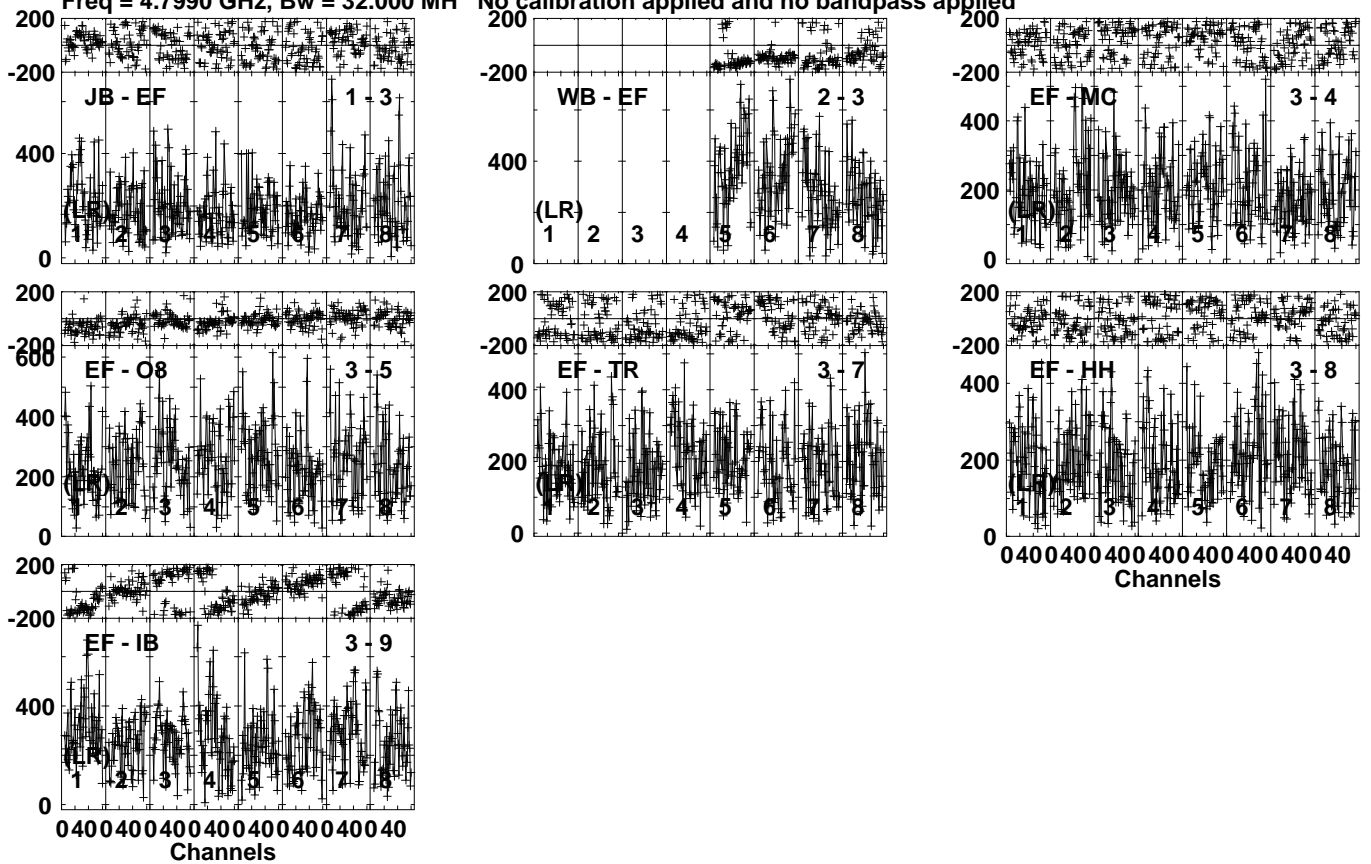 Freq = 4.7990 GHz, Bw = 32.000 MH No calibration applied and no bandpass applied
200
-200
JB - EF 1 - 3
400
(LR)
1 2 3 4 5 6 7 8
0
200
-200
WB - EF 2 - 3
400
(LR)
1 2 3 4 5 6 7 8
0
200
-200
EF - MC 3 - 4
400
200
(LR)
1 2 3 4 5 6 7 8
0
200
-200
600
EF - O8 3 - 5
400
200
(LR)
1 2 3 4 5 6 7 8
0
200
-200
EF - TR 3 - 7
400
200
(LR)
1 2 3 4 5 6 7 8
0
200
-200
EF - HH 3 - 8
400
200
(LR)
1 2 3 4 5 6 7 8
0
0 40 0 40 0 40 0 40 0 40 0 40 0 40 0 40
Channels
200
-200
EF - IB 3 - 9
400
(LR)
1 2 3 4 5 6 7 8
0
0 40 0 40 0 40 0 40 0 40 0 40 0 40 0 40
Channels